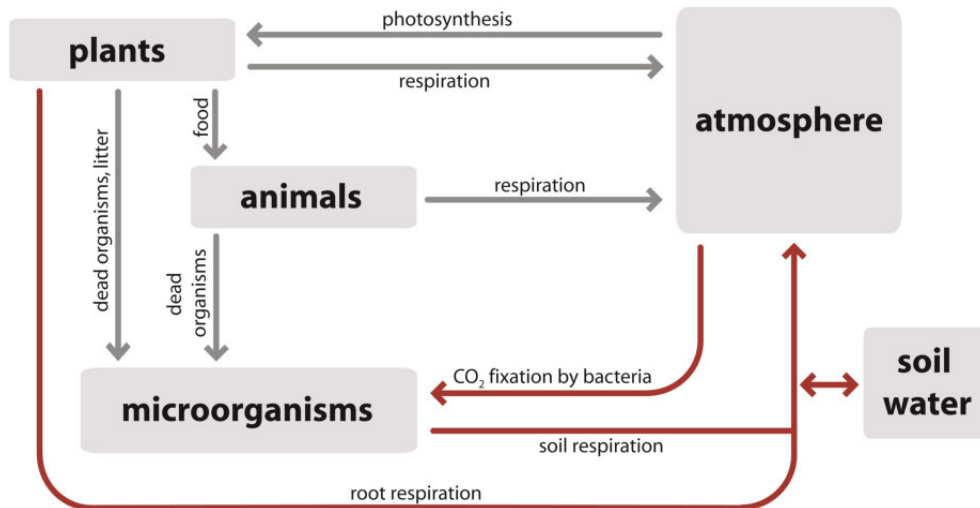 photosynthesis
plants
respiration
atmosphere
dead organisms, litter
food
animals
respiration
dead
organisms
CO₂ fixation by bacteria
soil
water
microorganisms
soil respiration
root respiration